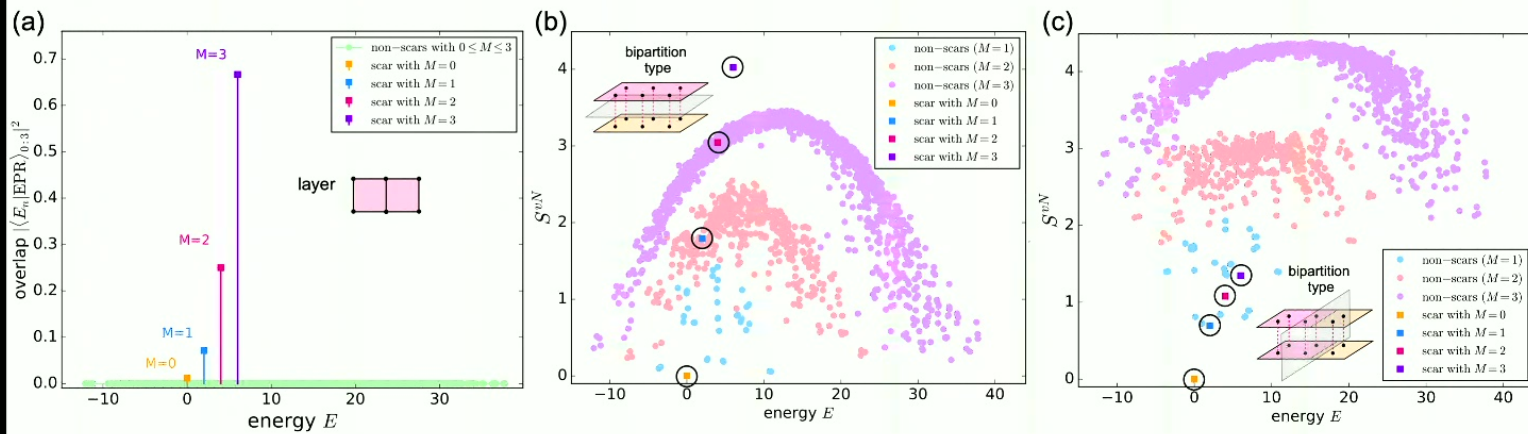 (a)
0.7
0.6
0.5
0.4
0.3
0.2
0.1
0.0
overlap |⟨Eₙ|EPR⟩₀:₃|²
M=3
M=2
M=1
M=0
non−scars with 0 ≤ M ≤ 3
scar with M = 0
scar with M = 1
scar with M = 2
scar with M = 3
layer
−10 0 10 20 30
energy E
(b)
4
3
2
1
0
S^{vN}
bipartition
type
non−scars (M = 1)
non−scars (M = 2)
non−scars (M = 3)
scar with M = 0
scar with M = 1
scar with M = 2
scar with M = 3
−10 0 10 20 30 40
energy E
(c)
4
3
2
1
0
S^{vN}
bipartition
type
non−scars (M = 1)
non−scars (M = 2)
non−scars (M = 3)
scar with M = 0
scar with M = 1
scar with M = 2
scar with M = 3
−10 0 10 20 30 40
energy E